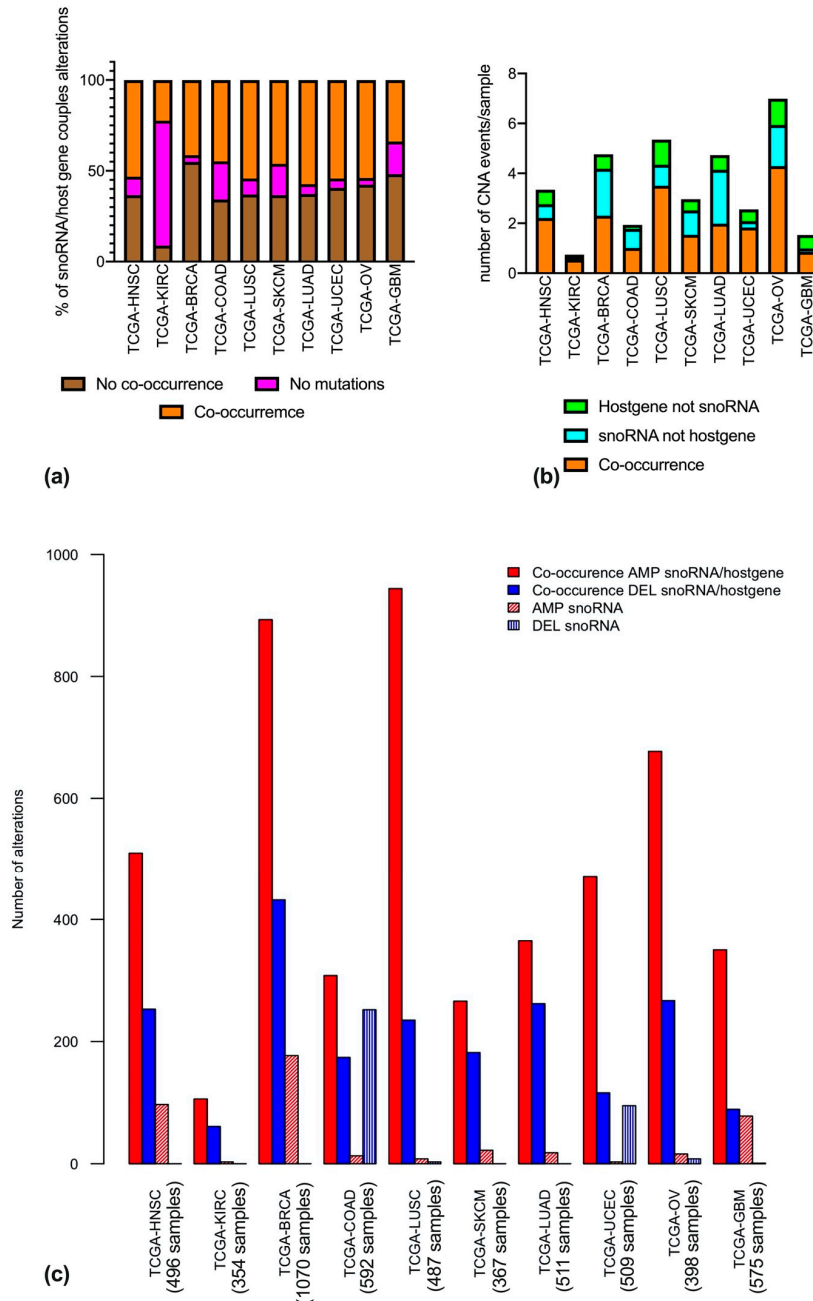 % of snoRNA/host gene couples alterations
100
50
0
TCGA-HNSC
TCGA-KIRC
TCGA-BRCA
TCGA-COAD
TCGA-LUSC
TCGA-SKCM
TCGA-LUAD
TCGA-UCEC
TCGA-OV
TCGA-GBM
No co-occurrence
No mutations
Co-occurremce
(a)
number of CNA events/sample
8
6
4
2
0
TCGA-HNSC
TCGA-KIRC
TCGA-BRCA
TCGA-COAD
TCGA-LUSC
TCGA-SKCM
TCGA-LUAD
TCGA-UCEC
TCGA-OV
TCGA-GBM
Hostgene not snoRNA
snoRNA not hostgene
Co-occurrence
(b)
Number of alterations
1000
800
600
400
200
0
Co-occurence AMP snoRNA/hostgene
Co-occurence DEL snoRNA/hostgene
AMP snoRNA
DEL snoRNA
TCGA-HNSC
(496 samples)
TCGA-KIRC
(354 samples)
TCGA-BRCA
(1070 samples)
TCGA-COAD
(592 samples)
TCGA-LUSC
(487 samples)
TCGA-SKCM
(367 samples)
TCGA-LUAD
(511 samples)
TCGA-UCEC
(509 samples)
TCGA-OV
(398 samples)
TCGA-GBM
(575 samples)
(c)